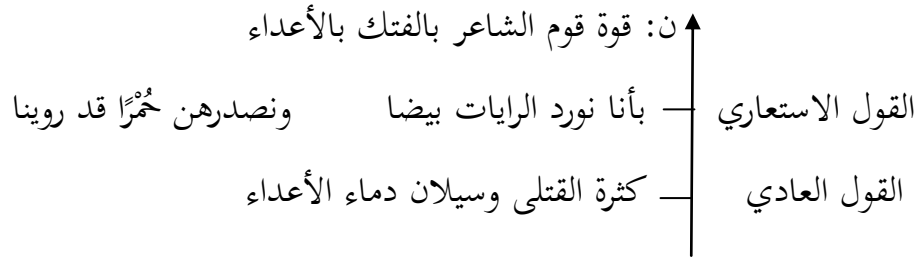 ن: قوة قوم الشاعر بالفتك بالأعداء
القول الاستعاري بأنا نورد الرايات بيضا ونصدرهن حُمْرًا قد روينا
القول العادي كثرة القتلى وسيلان دماء الأعداء